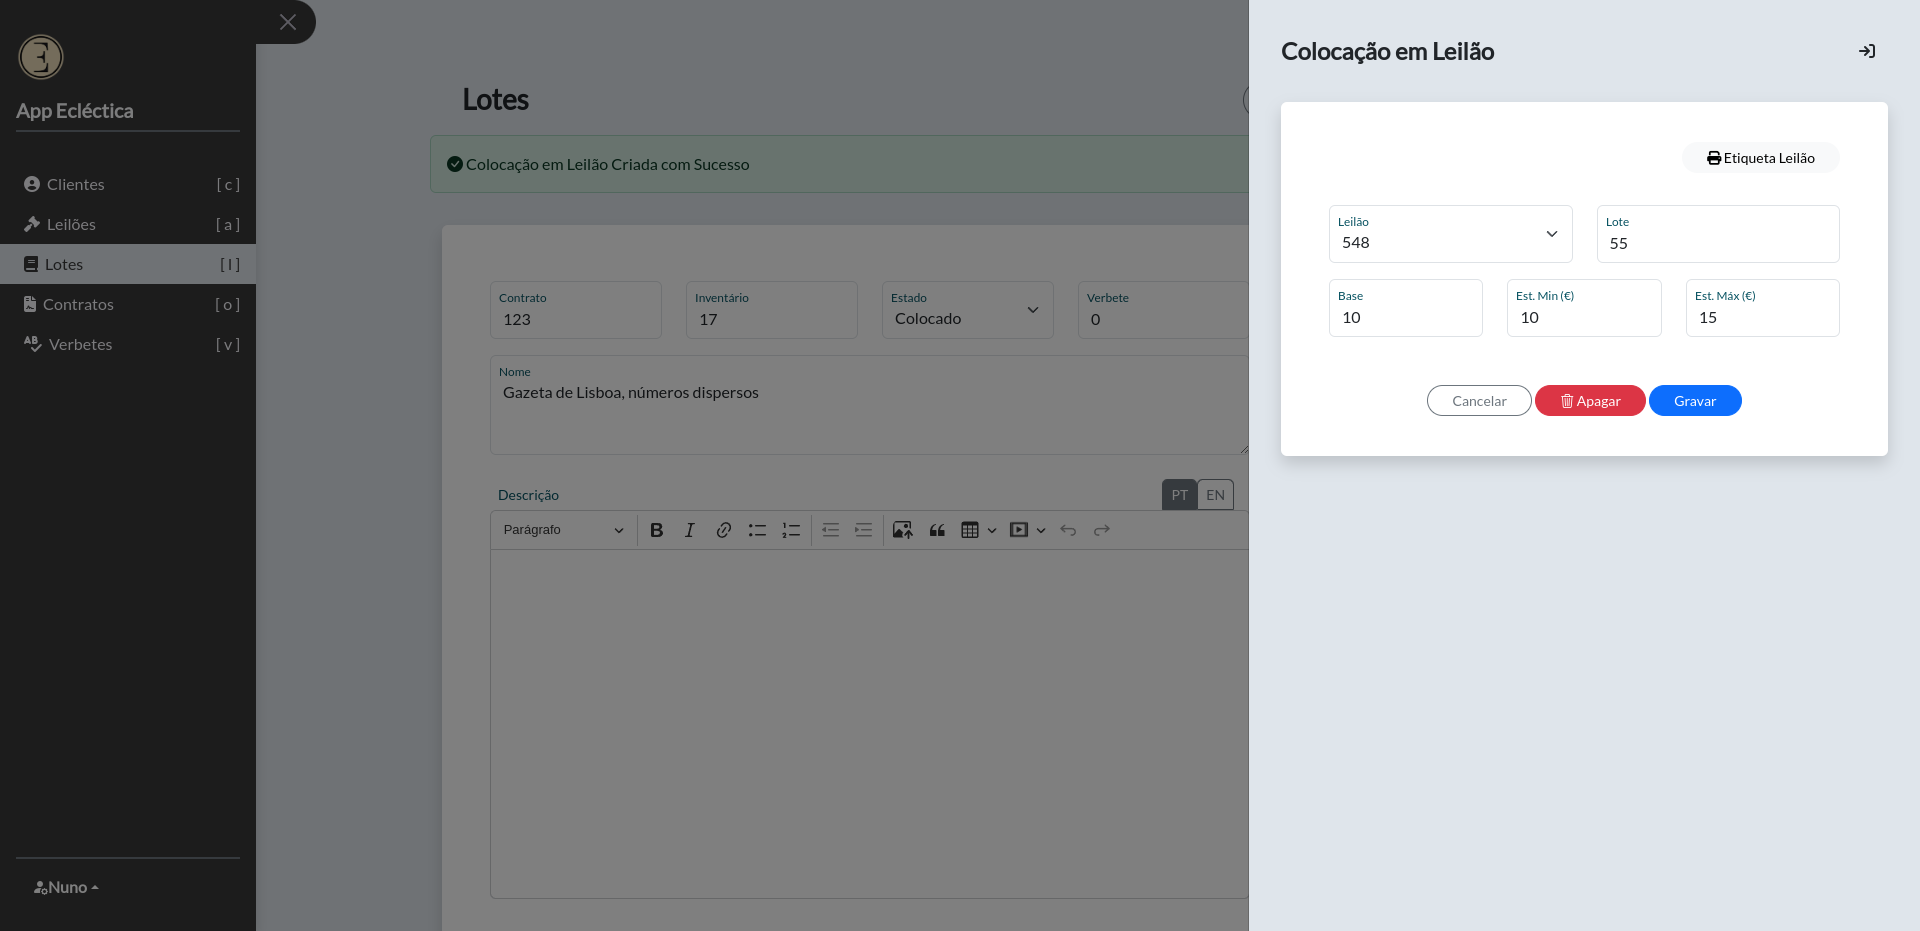 App Ecléctica
Clientes [ c ]
Leilões [ a ]
Lotes [ l ]
Contratos [ o ]
Verbetes [ v ]
Nuno
Lotes
Colocação em Leilão Criada com Sucesso
Contrato
123
Inventário
17
Estado
Colocado
Verbete
0
Nome
Gazeta de Lisboa, números dispersos
Descrição
PT EN
Parágrafo
Colocação em Leilão
Etiqueta Leilão
Leilão
548
Lote
55
Base
10
Est. Min (€)
10
Est. Máx (€)
15
Cancelar Apagar Gravar